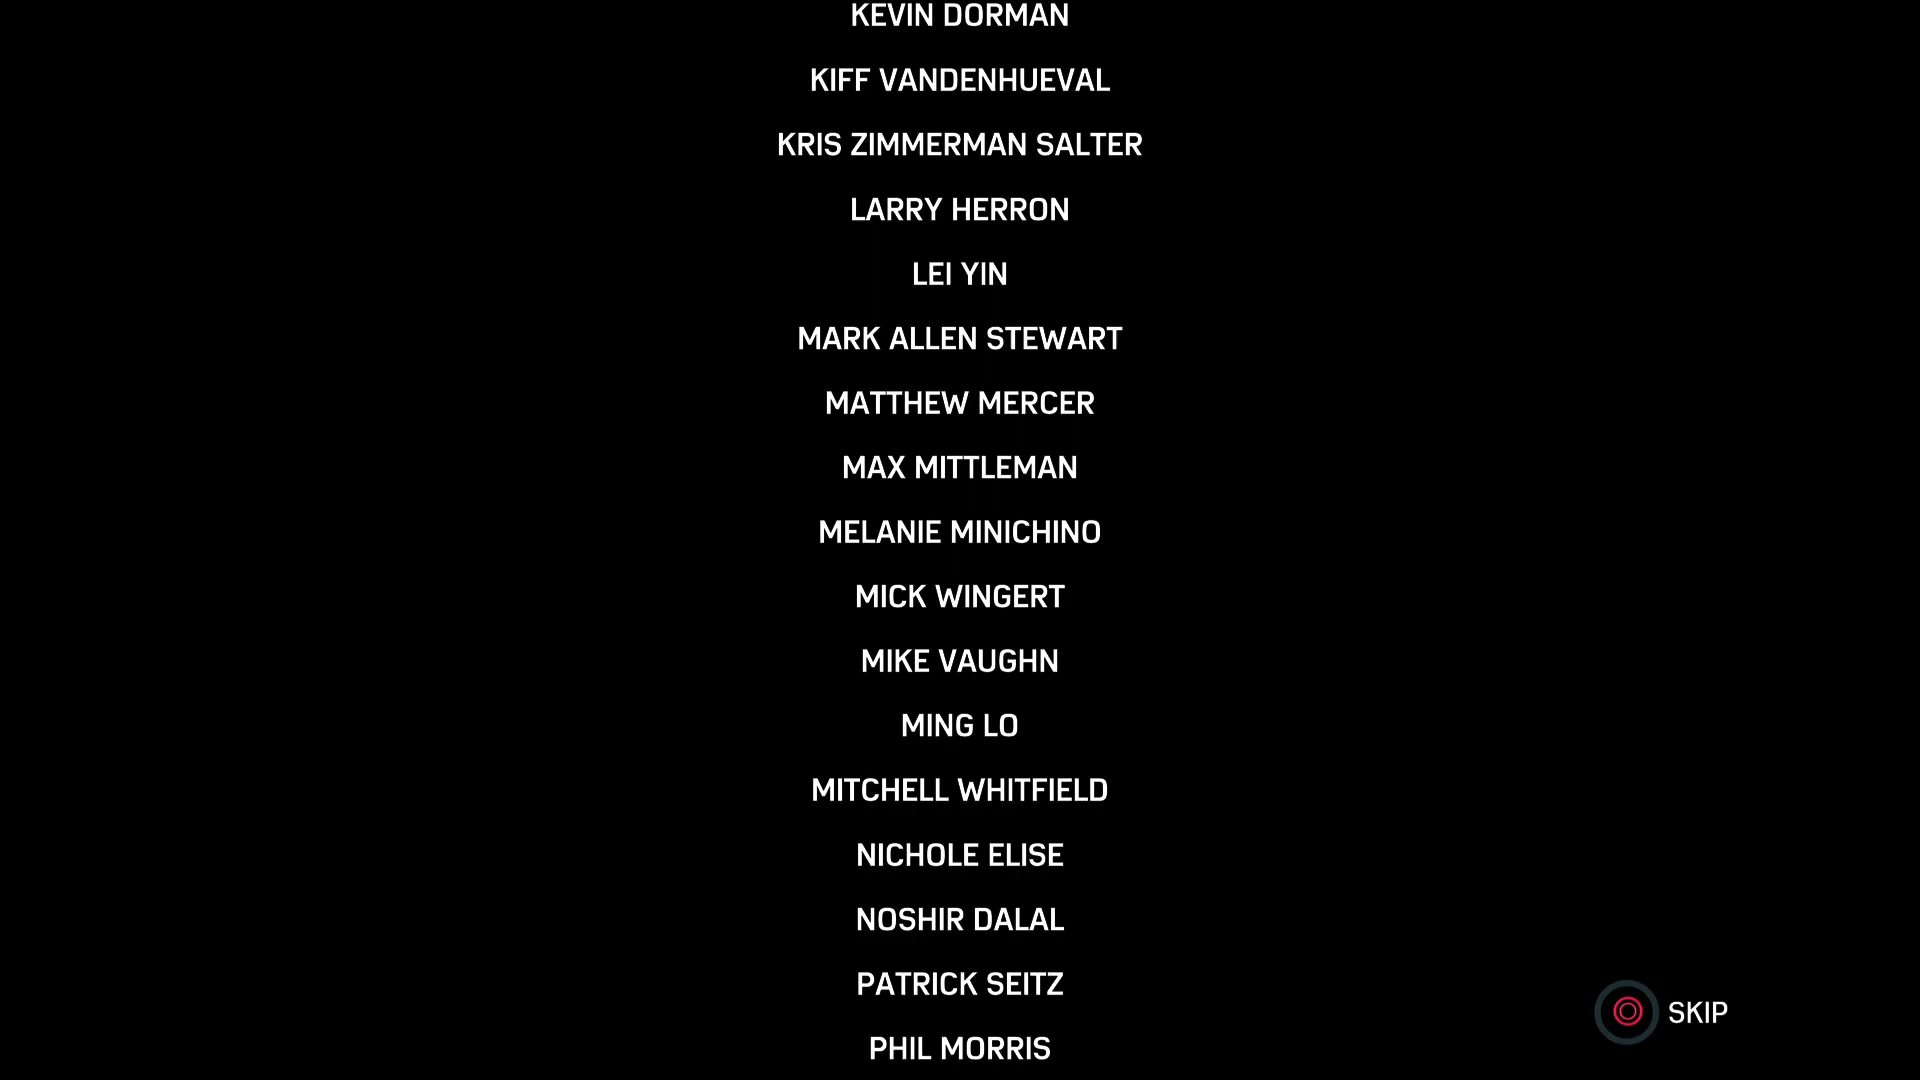 KEVIN DORMAN
KIFF VANDENHUEVAL
KRIS ZIMMERMAN SALTER
LARRY HERRON
LEI YIN
MARK ALLEN STEWART
MATTHEW MERCER
MAX MITTLEMAN
MELANIE MINICHINO
MICK WINGERT
MIKE VAUGHN
MING LO
MITCHELL WHITFIELD
NICHOLE ELISE
NOSHIR DALAL
PATRICK SEITZ
SKIP
PHIL MORRIS